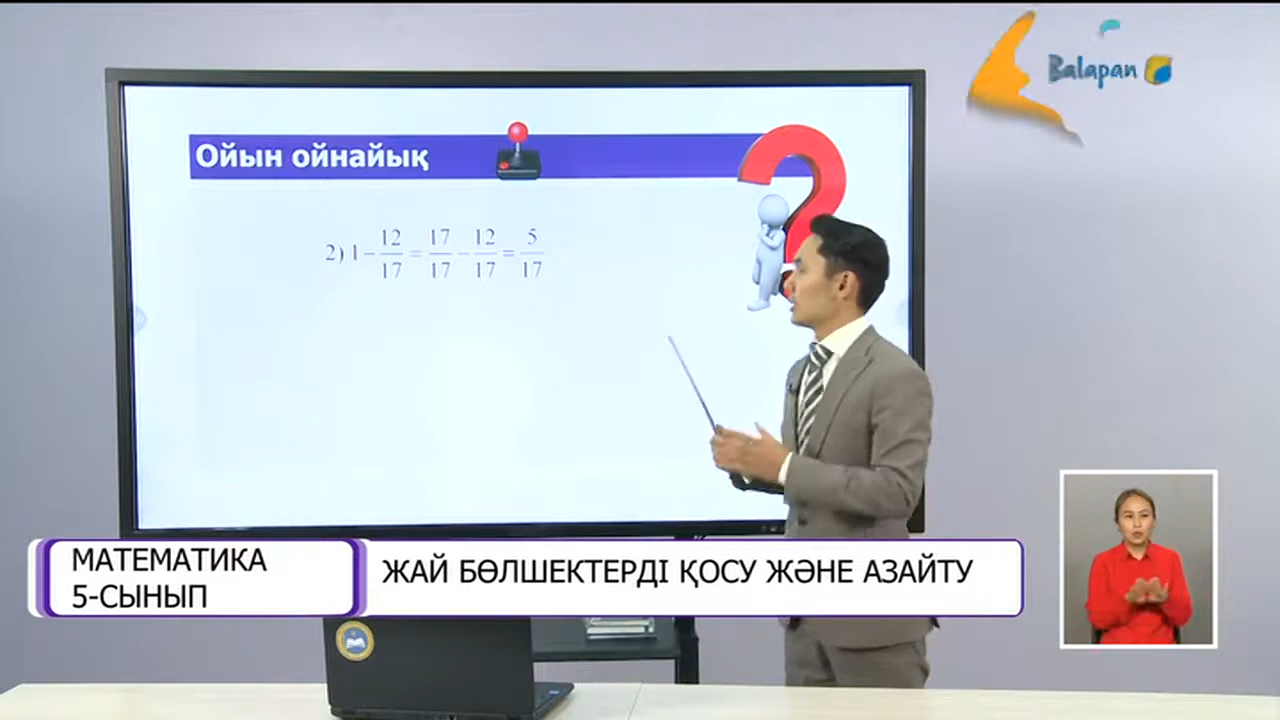 Balapan
Ойын ойнайық
2) 1 - 12/17 = 17/17 - 12/17 = 5/17
МАТЕМАТИКА
5-СЫНЫП
ЖАЙ БӨЛШЕКТЕРДІ ҚОСУ ЖӘНЕ АЗАЙТУ